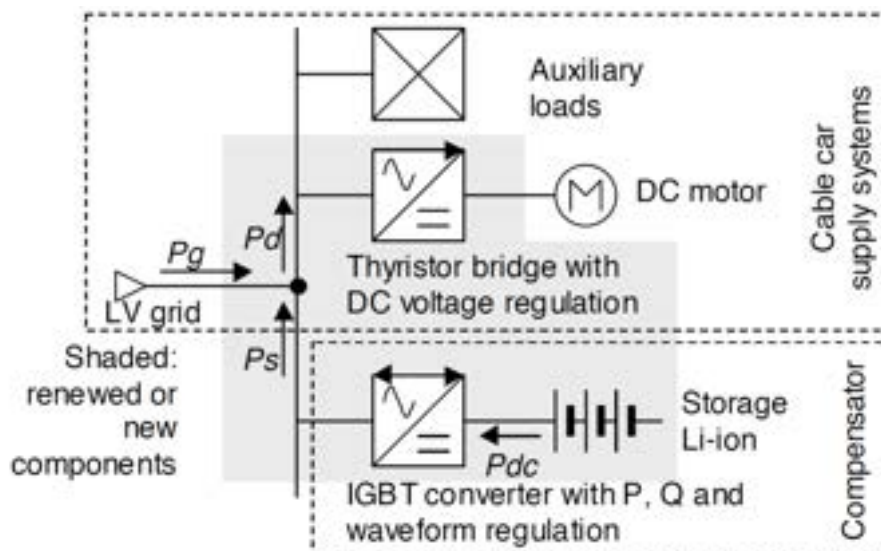 Auxiliary
loads
Cable car
supply systems
M
DC motor
Pd
Pg
Thyristor bridge with
DC voltage regulation
LV grid
Ps
Shaded:
renewed or
new
components
Storage
Li-ion
Pdc
Compensator
IGBT converter with P, Q and
waveform regulation